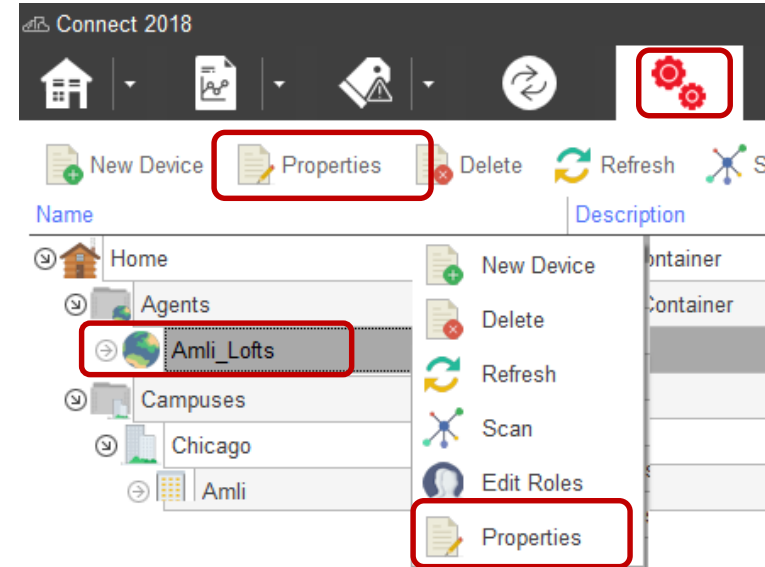 Connect 2018
New Device Properties Delete Refresh S
Name Description
Home ontainer
Agents Container
Amli_Lofts
Campuses
Chicago
Amli
New Device
Delete
Refresh
Scan
Edit Roles
Properties